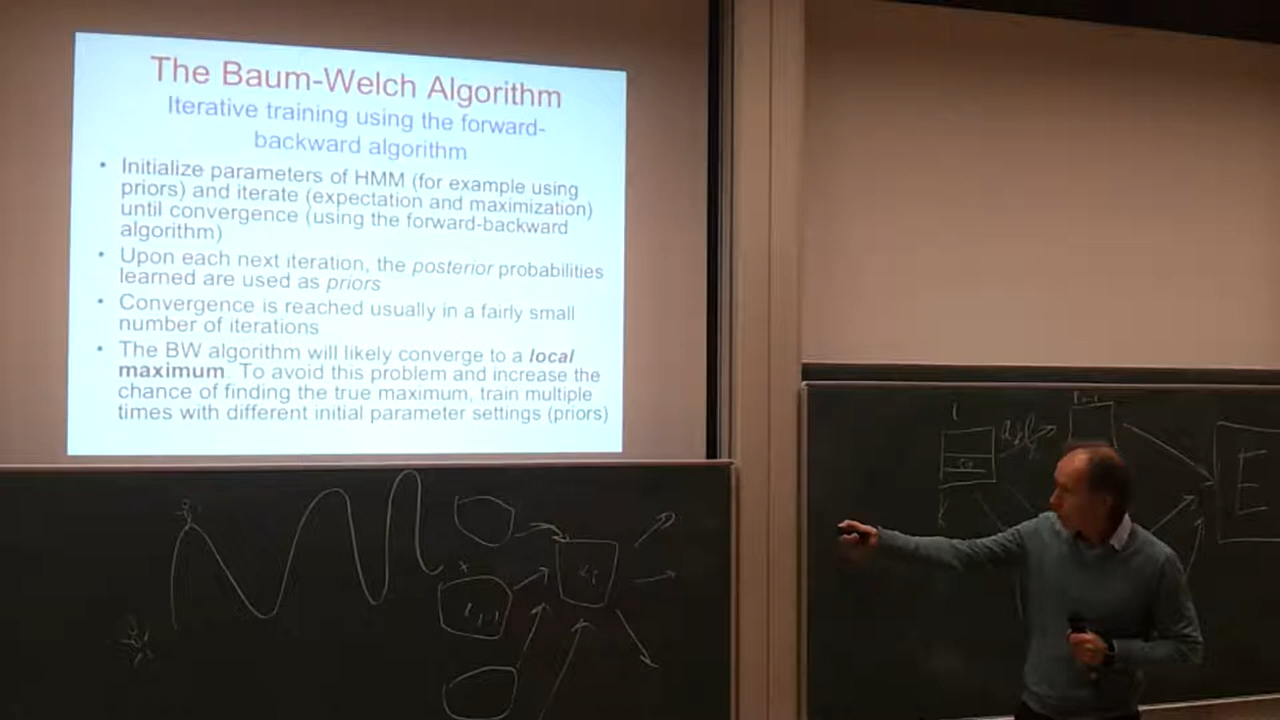 The Baum-Welch Algorithm
Iterative training using the forward-
backward algorithm
• Initialize parameters of HMM (for example using
priors) and iterate (expectation and maximization)
until convergence (using the forward-backward
algorithm)
• Upon each next iteration, the posterior probabilities
learned are used as priors
• Convergence is reached usually in a fairly small
number of iterations
• The BW algorithm will likely converge to a local
maximum. To avoid this problem and increase the
chance of finding the true maximum, train multiple
times with different initial parameter settings (priors)
E